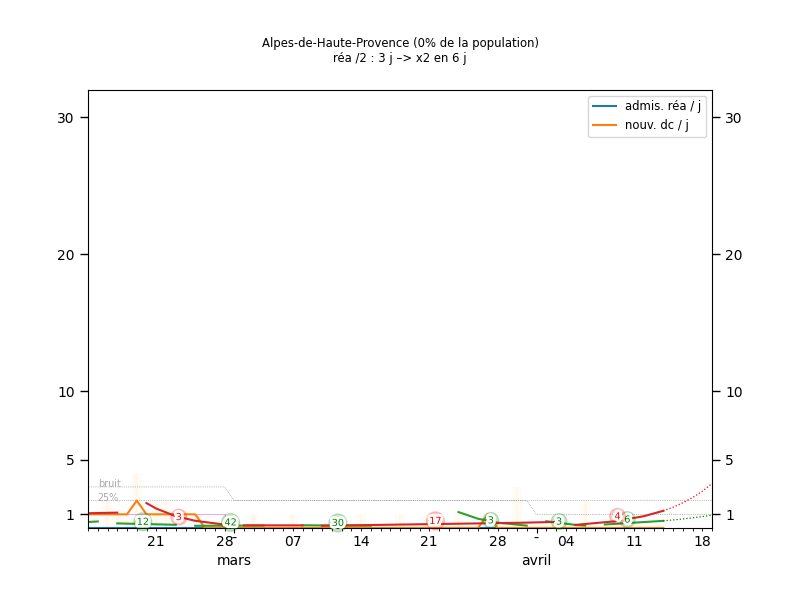 Alpes-de-Haute-Provence (0% de la population)
réa /2 : 3 j –> x2 en 6 j
admis. réa / j
nouv. dc / j
30 30
20 20
10 10
5 5
bruit
25%
1 1
12 3 42 30 17 3 3 4 6
21 28 07 14 21 28 04 11 18
mars avril